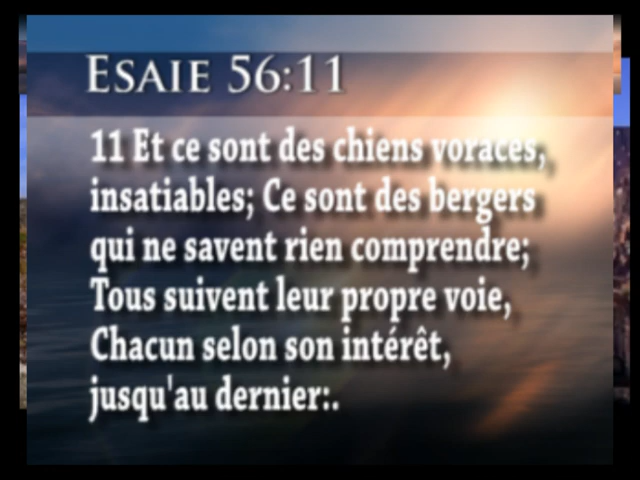 ESAIE 56:11
11 Et ce sont des chiens voraces,
insatiables; Ce sont des bergers
qui ne savent rien comprendre;
Tous suivent leur propre voie,
Chacun selon son intérêt,
jusqu'au dernier:.